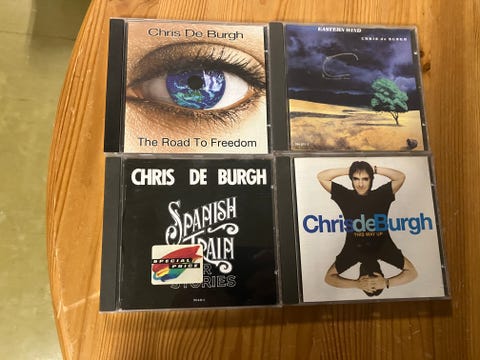 Chris De Burgh
The Road To Freedom
EASTERN WIND
CHRIS de BURGH
CHRIS DE BURGH
SPANISH
TRAIN
SPECIAL
PRICE
STORIES
ChrisdeBurgh
THIS WAY UP